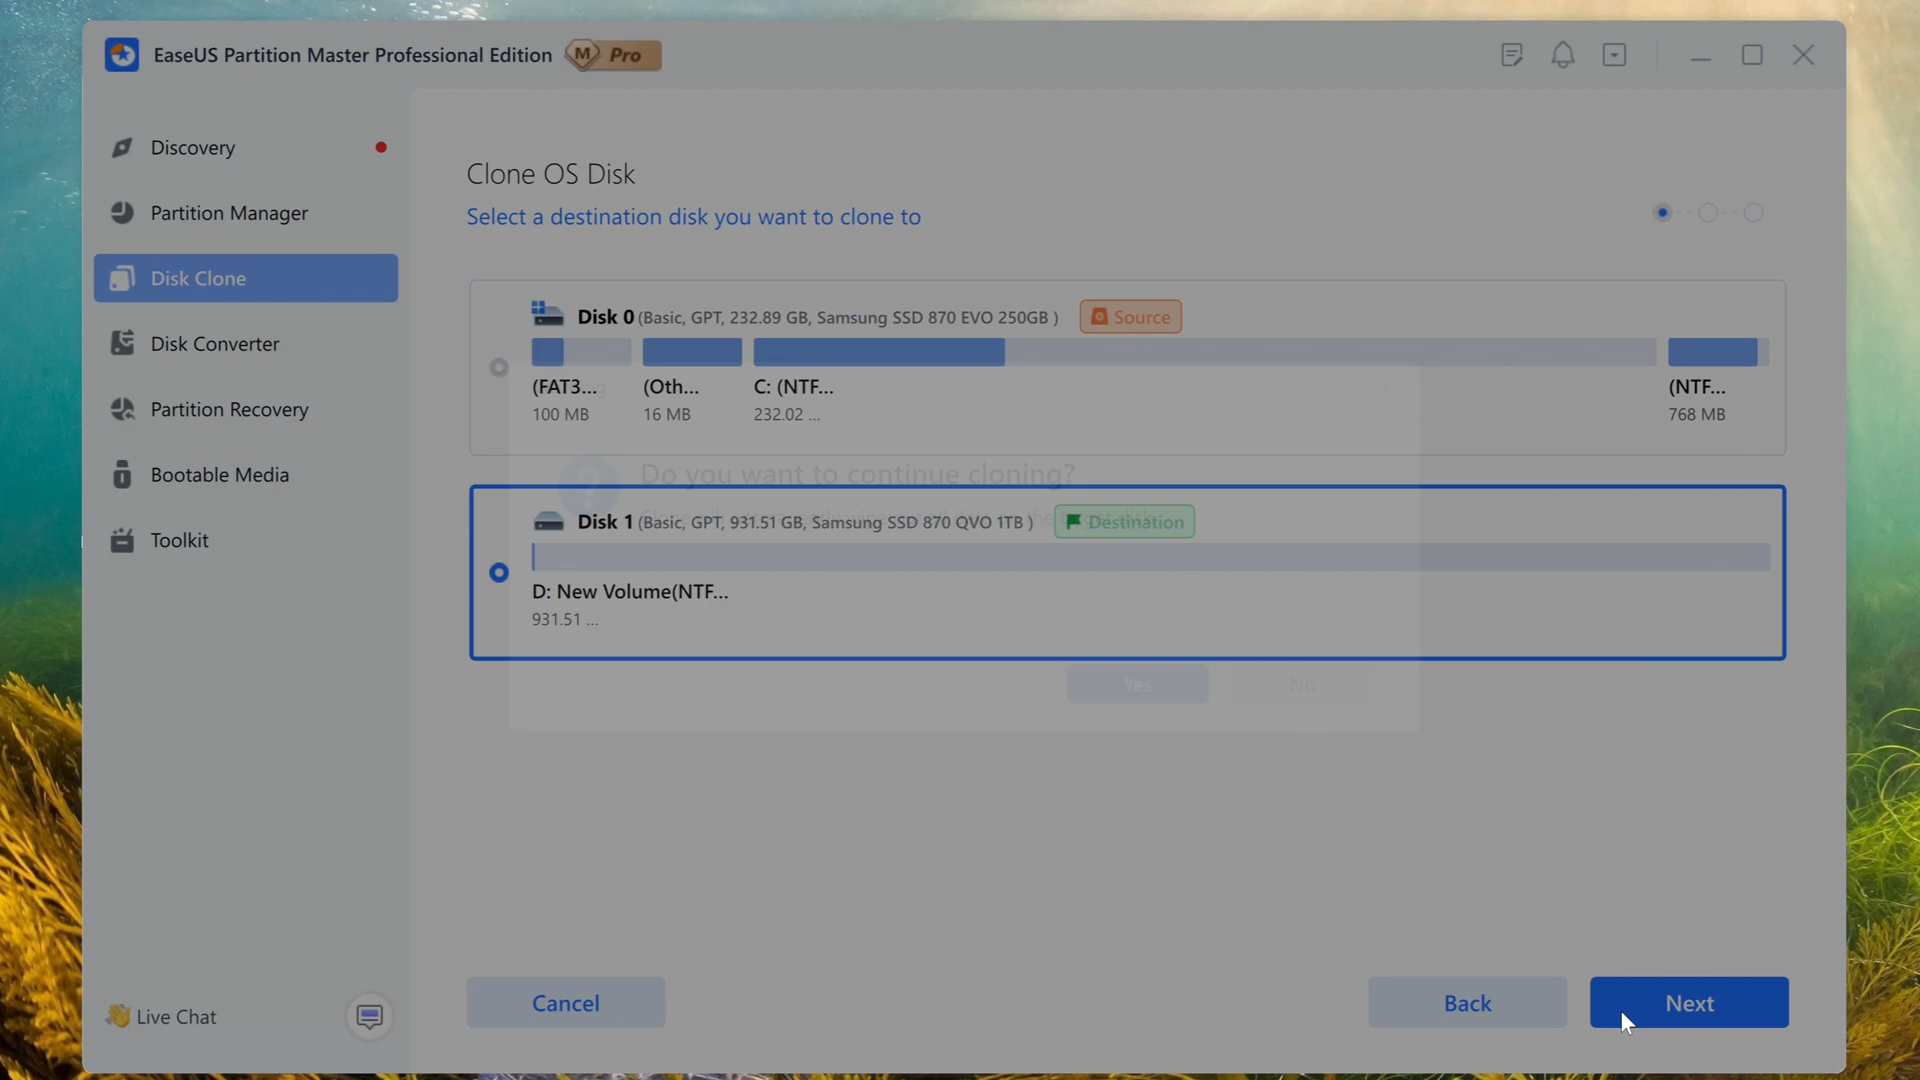 EaseUS Partition Master Professional Edition
M Pro
Discovery
Partition Manager
Disk Clone
Disk Converter
Partition Recovery
Bootable Media
Toolkit
Live Chat
Clone OS Disk
Select a destination disk you want to clone to
Disk 0 (Basic, GPT, 232.89 GB, Samsung SSD 870 EVO 250GB )
Source
(FAT3...
100 MB
(Oth...
16 MB
C: (NTF...
232.02 ...
(NTF...
768 MB
Do you want to continue cloning?
Disk 1 (Basic, GPT, 931.51 GB, Samsung SSD 870 QVO 1TB )
Destination
D: New Volume(NTF...
931.51 ...
Yes
No
Cancel
Back
Next